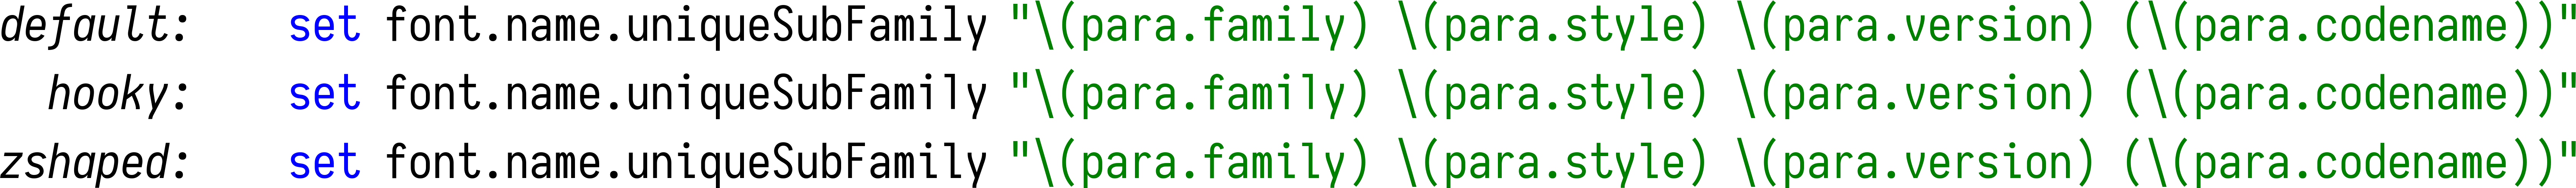 default: set font.name.uniqueSubFamily "\(para.family) \(para.style) \(para.version) (\(para.codename))"
hooky: set font.name.uniqueSubFamily "\(para.family) \(para.style) \(para.version) (\(para.codename))"
zshaped: set font.name.uniqueSubFamily "\(para.family) \(para.style) \(para.version) (\(para.codename))"